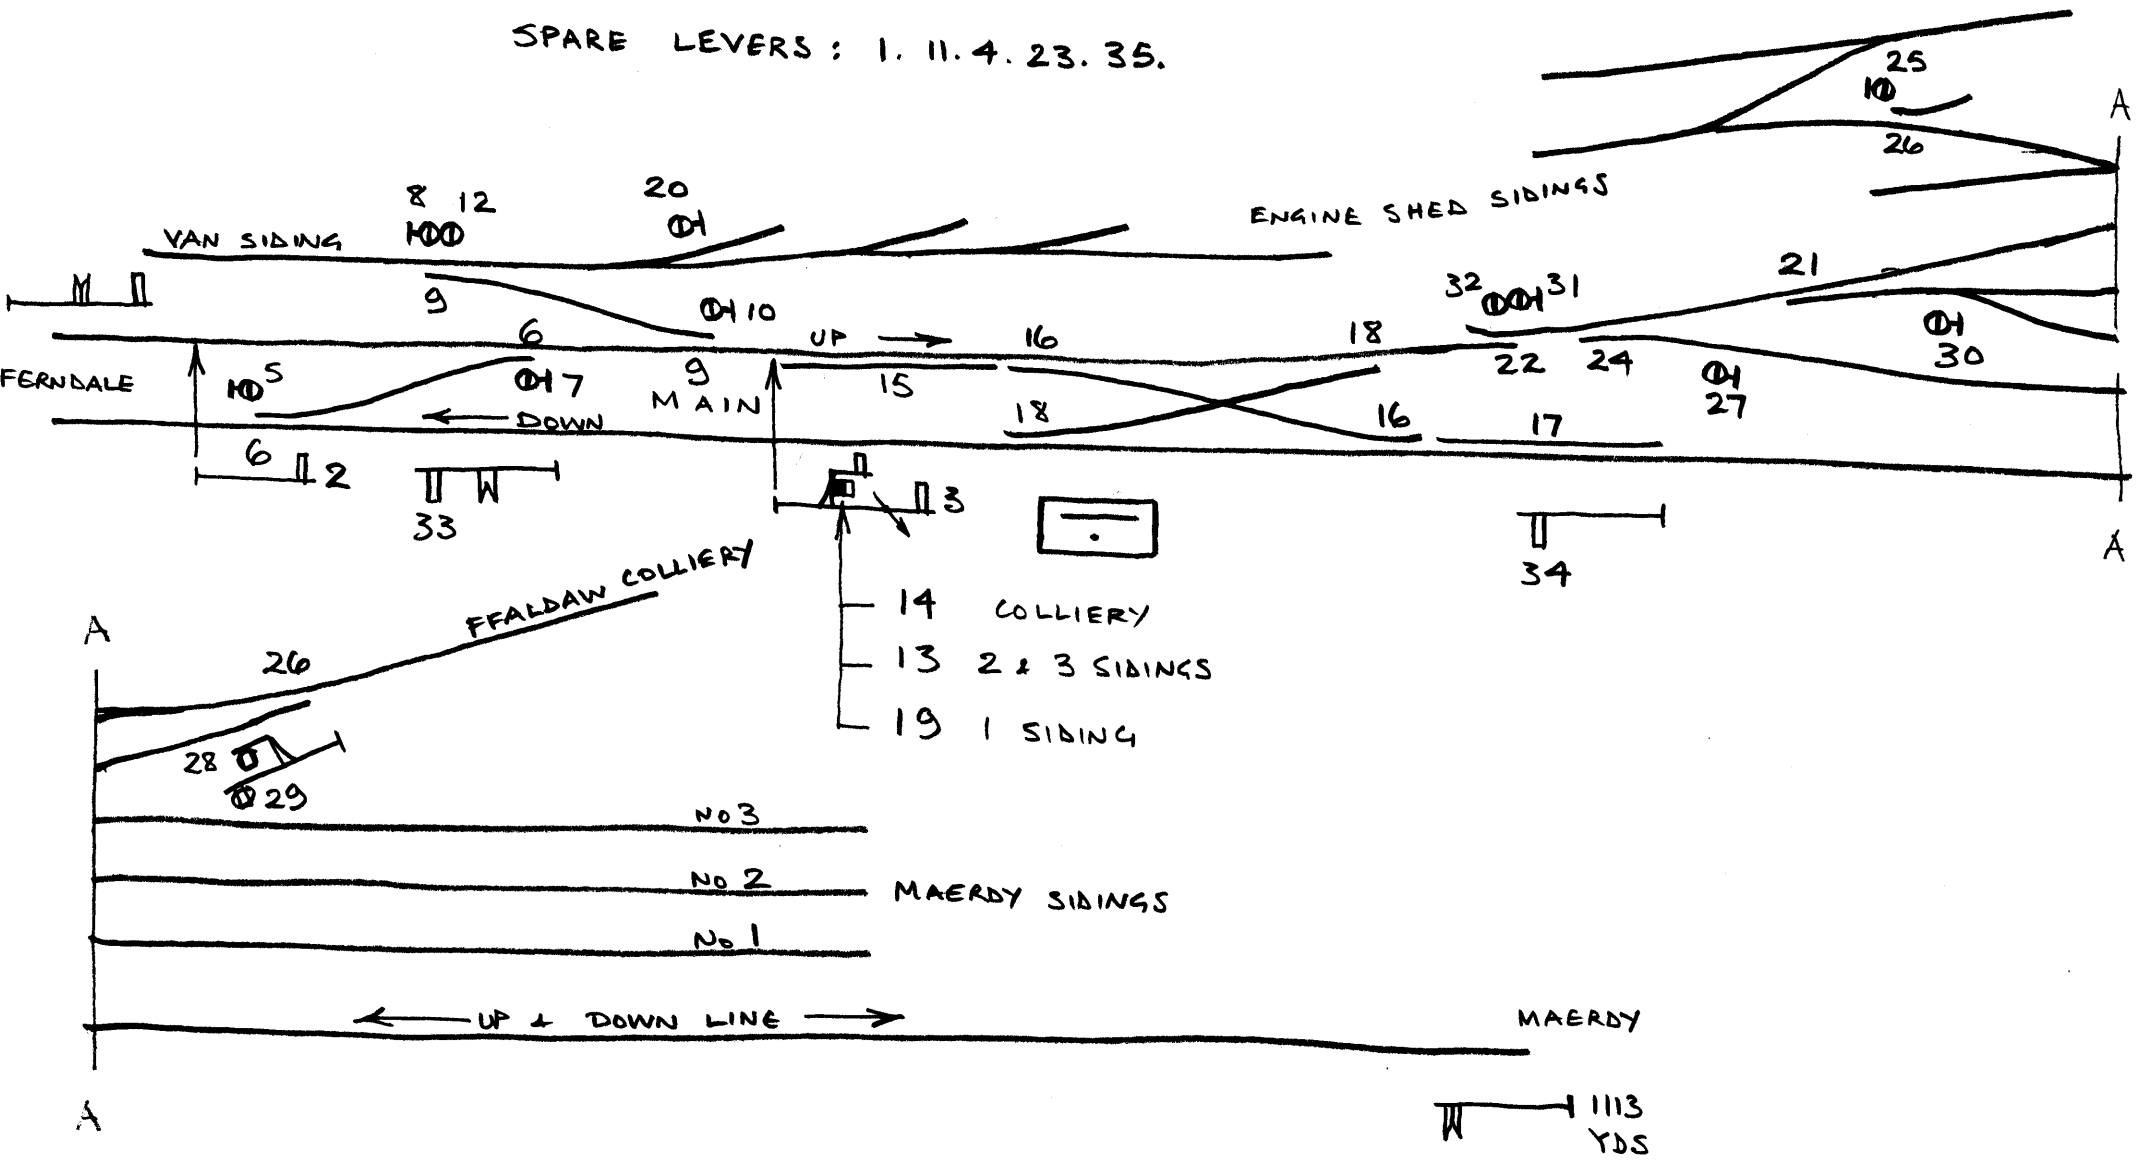 SPARE LEVERS: 1. 11. 4. 23. 35.
25
A
26
8 12
20
ENGINE SHED SIDINGS
VAN SIDING
32 31
21
9
10
6
UP
16
18
30
FERNDALE
5
7
9
15
22
24
27
MAIN
DOWN
18
16
17
6
2
3
33
34
A
FFALDAW COLLIERY
14 COLLIERY
A
26
13 2 & 3 SIDINGS
19 1 SIDING
28
29
No 3
No 2
MAERDY SIDINGS
No 1
UP & DOWN LINE
MAERDY
A
1113
YDS